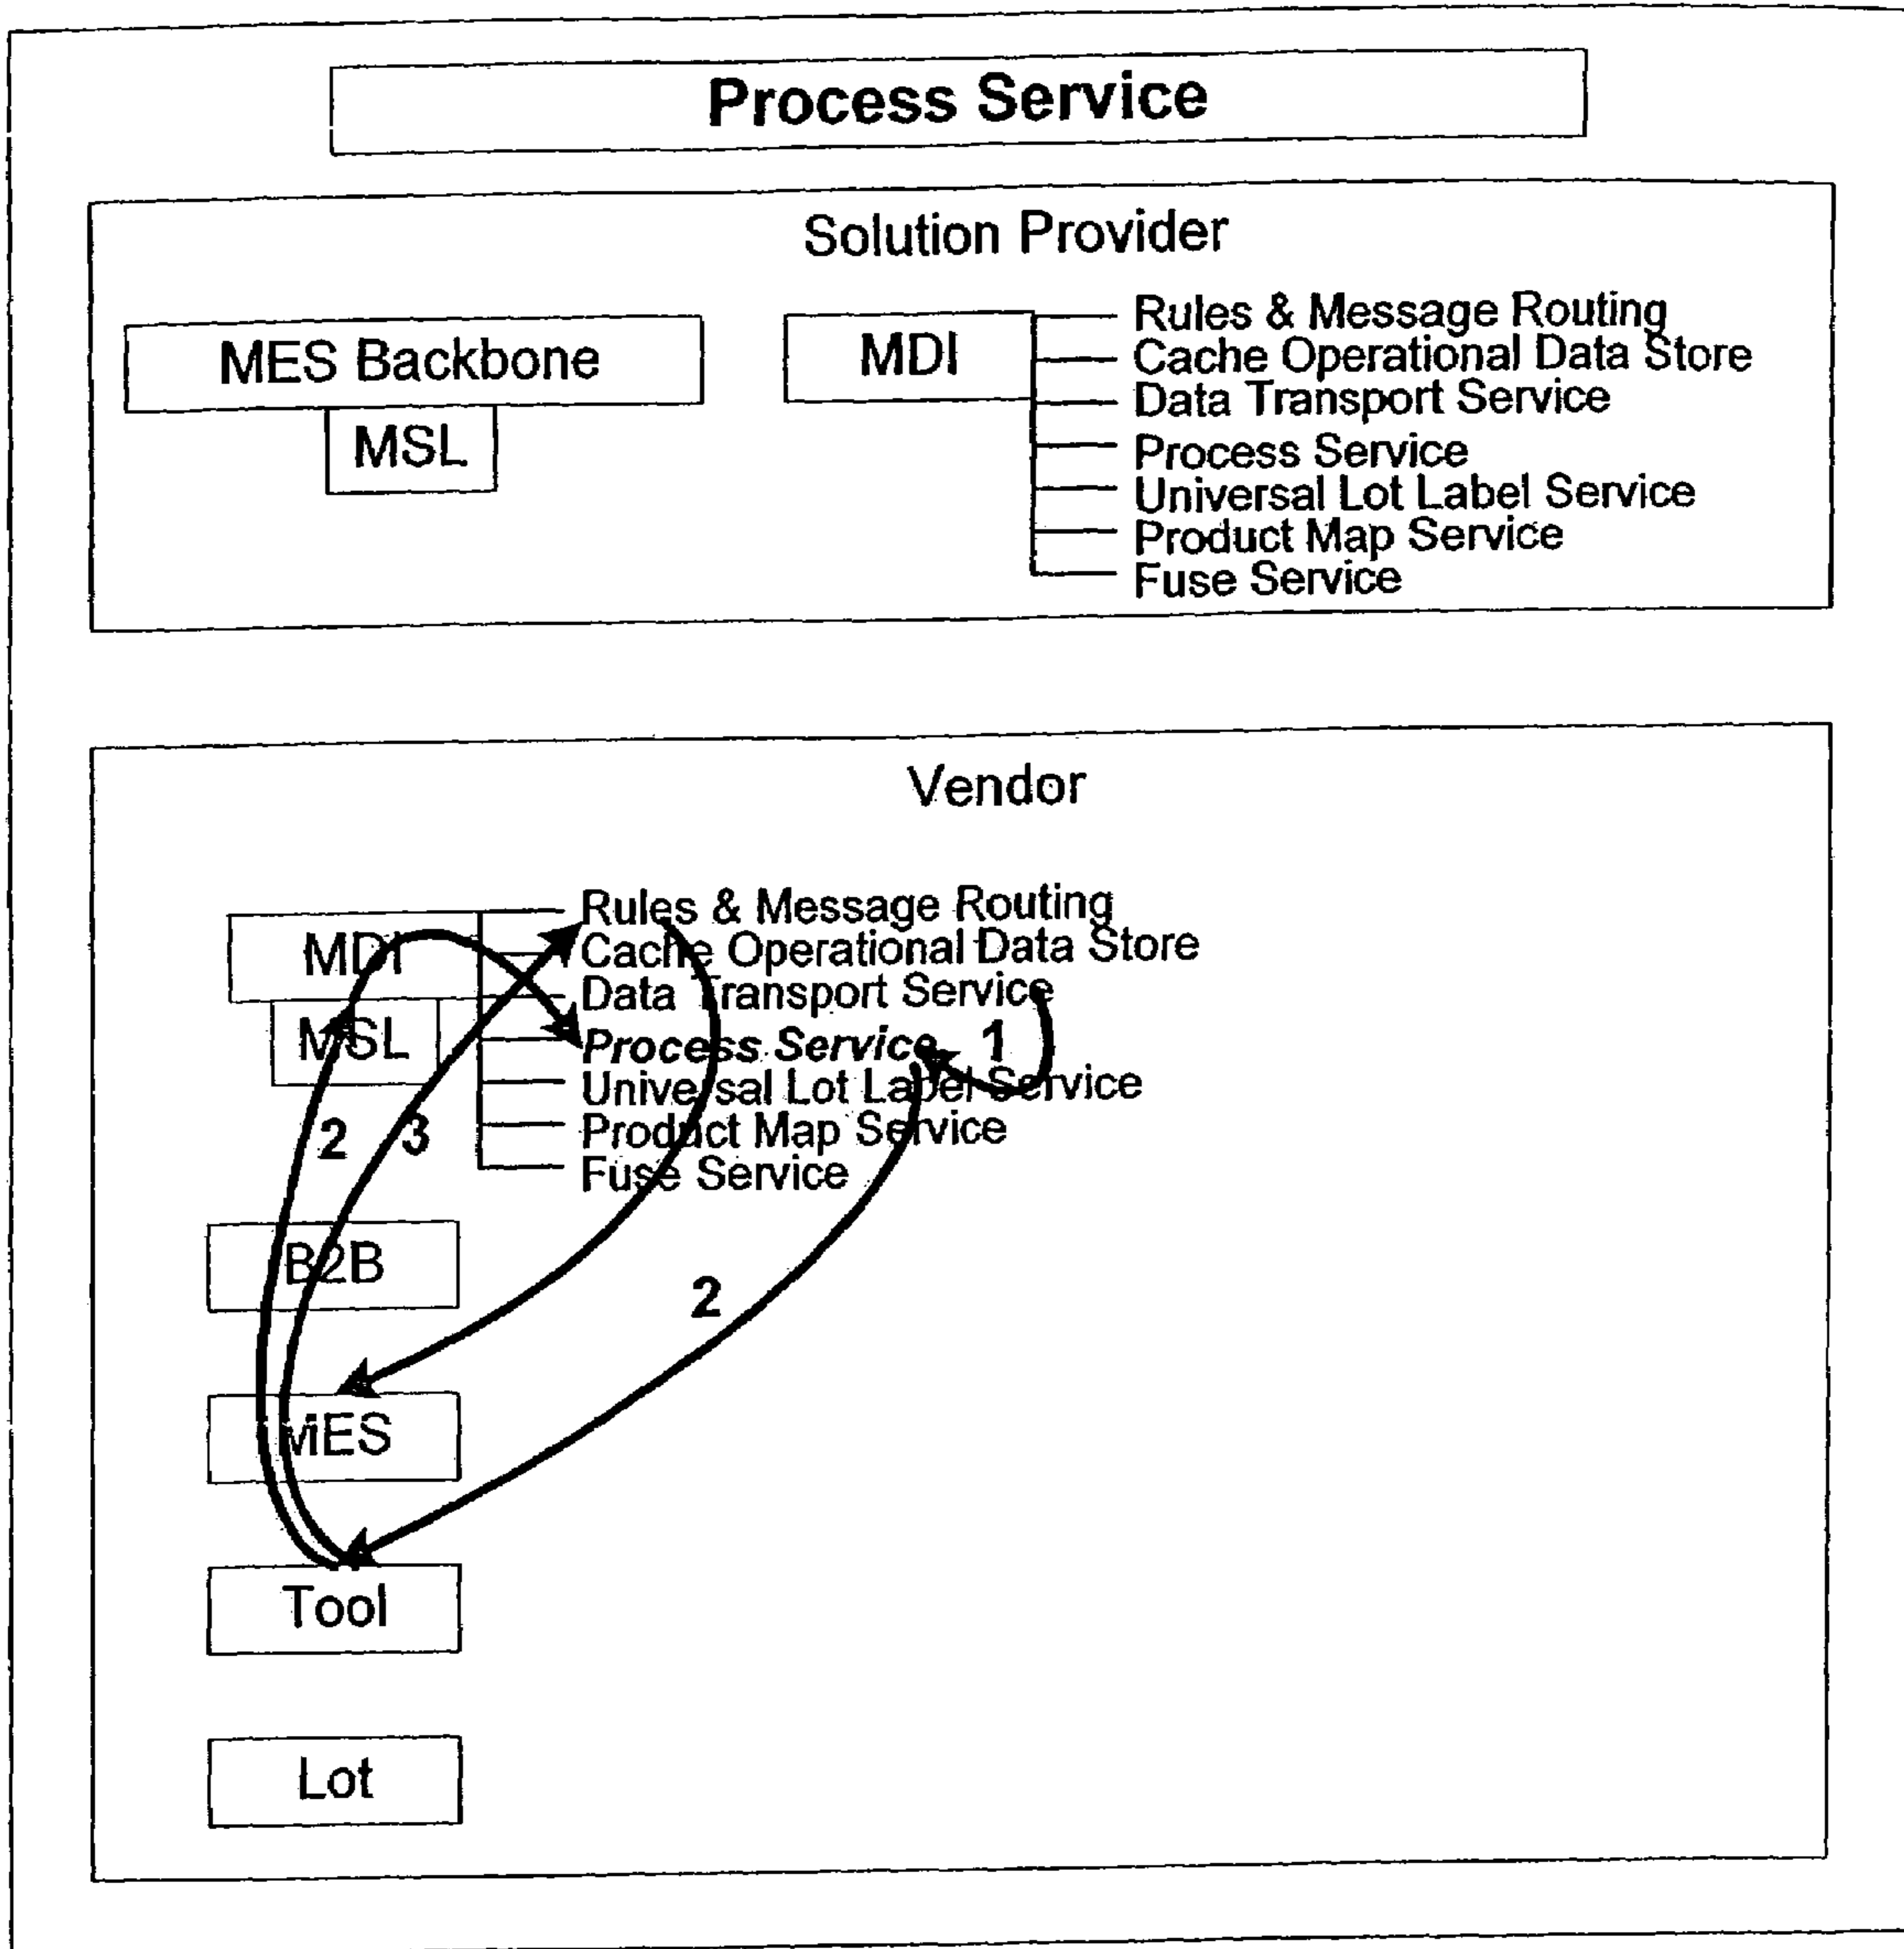 Process Service
Solution Provider
MES Backbone
MSL
MDI
Rules & Message Routing
Cache Operational Data Store
Data Transport Service
Process Service
Universal Lot Label Service
Product Map Service
Fuse Service
Vendor
MDI
MSL
Rules & Message Routing
Cache Operational Data Store
Data Transport Service
Process Service
1
Universal Lot Label Service
Product Map Service
Fuse Service
2
3
B2B
2
MES
Tool
Lot